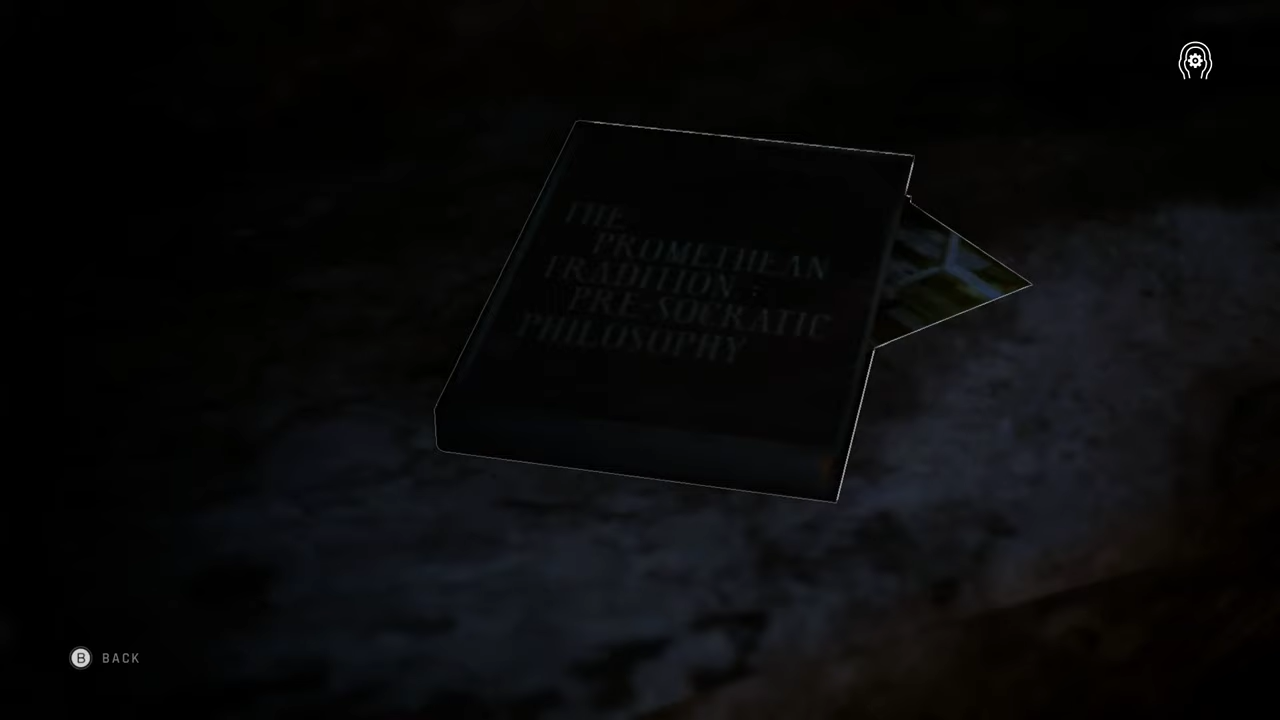 THE
PROMETHEAN
TRADITION :
PRE-SOCRATIC
PHILOSOPHY
B BACK